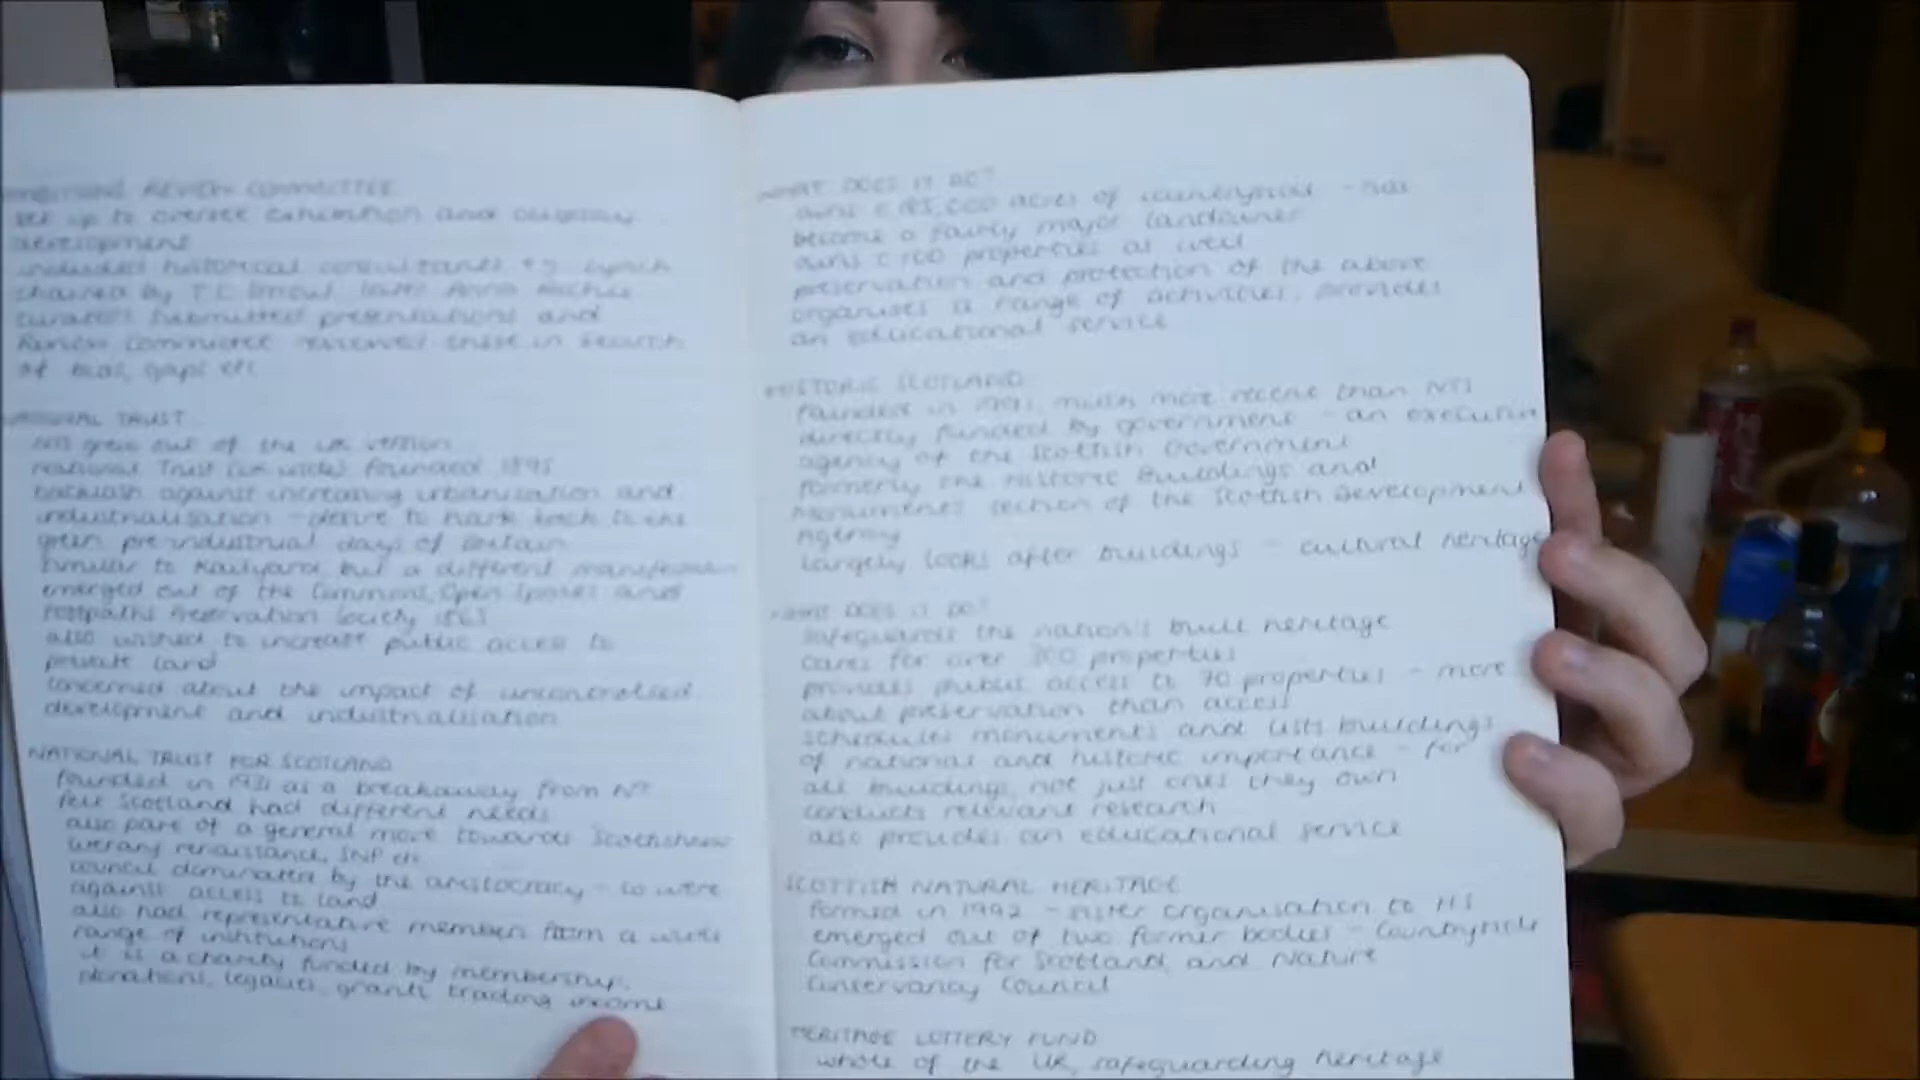 REVIEW COMMITTEE
set up to oversee exhibition and
development
included historical consultants eg Lynch
chaired by T.C. Smout, later
curators submitted presentations and
Review Committee reviewed these in search
of bias, gaps etc
NATIONAL TRUST
NTS grew out of the UK version
National Trust (UK wide) founded 1895
backlash against increasing urbanisation and
industrialisation - desire to hark back to the
green pre-industrial days of Britain
similar to Kailyard, but a different manifestation
emerged out of the Commons, Open Spaces and
Footpaths Preservation Society 1865
also wished to increase public access to
private land
concerned about the impact of uncontrolled
development and industrialisation
NATIONAL TRUST FOR SCOTLAND
founded in 1931 as a breakaway from NT
felt Scotland had different needs
also part of a general move towards Scottishness
literary renaissance, SNP etc
council dominated by the aristocracy - so were
against access to land
also had representative members from a wide
range of institutions
it is a charity funded by membership,
donations, legacies, grants, trading income
WHAT DOES IT DO?
owns c.185,000 acres of countryside - has
become a fairly major landowner
owns c.100 properties as well
preservation and protection of the above
organises a range of activities, provides
an educational service
HISTORIC SCOTLAND
founded in 1991, much more recent than NTS
directly funded by government - an executive
agency of the Scottish Government
formerly the Historic Buildings and
Monuments section of the Scottish Development
Agency
largely looks after buildings - cultural heritage
WHAT DOES IT DO?
safeguards the nation's built heritage
cares for over 300 properties
provides public access to 70 properties - more
about preservation than access
schedules monuments and lists buildings
of national and historic importance - for
all buildings, not just ones they own
conducts relevant research
also provides an educational service
SCOTTISH NATURAL HERITAGE
formed in 1992 - sister organisation to HS
emerged out of two former bodies - Countryside
Commission for Scotland and Nature
Conservancy Council
HERITAGE LOTTERY FUND
whole of the UK, safeguarding heritage